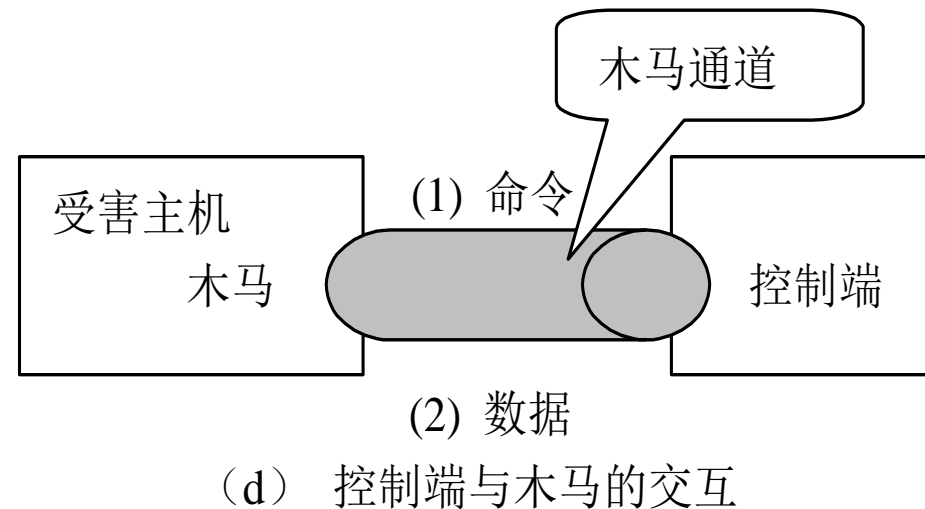 木马通道
(1) 命令
受害主机
木马
控制端
(2) 数据
（d） 控制端与木马的交互